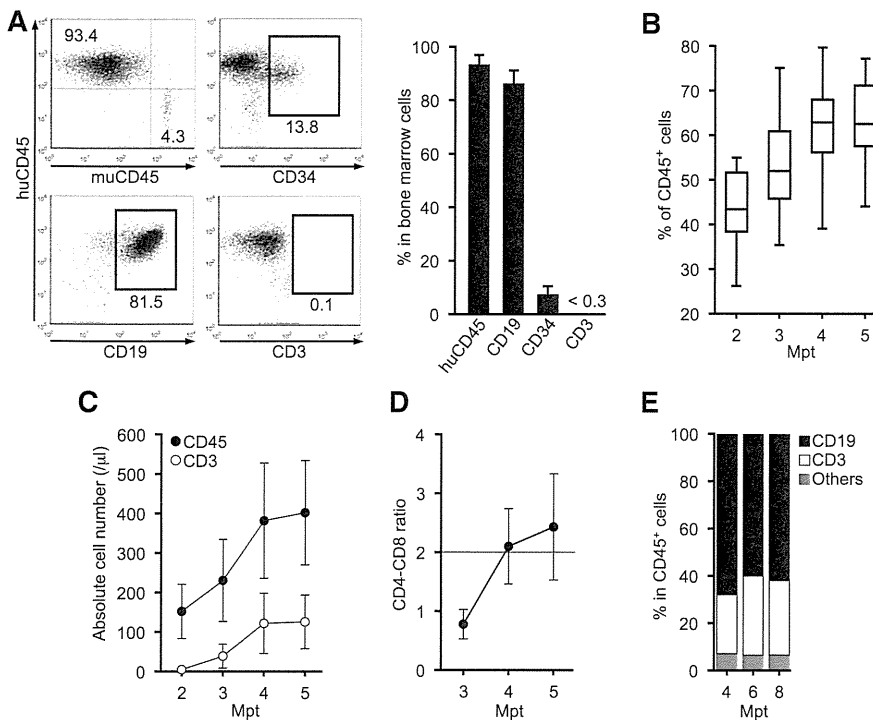 A
huCD45
93.4
4.3
muCD45
13.8
CD34
81.5
CD19
0.1
CD3
% in bone marrow cells
100
80
60
40
20
0
< 0.3
huCD45
CD19
CD34
CD3
B
% of CD45+ cells
80
70
60
50
40
30
20
2 3 4 5
Mpt
C
Absolute cell number (/µl)
600
500
400
300
200
100
0
CD45
CD3
2 3 4 5
Mpt
D
CD4-CD8 ratio
4
3
2
1
0
3 4 5
Mpt
E
% in CD45+ cells
100
80
60
40
20
0
CD19
CD3
Others
4 6 8
Mpt